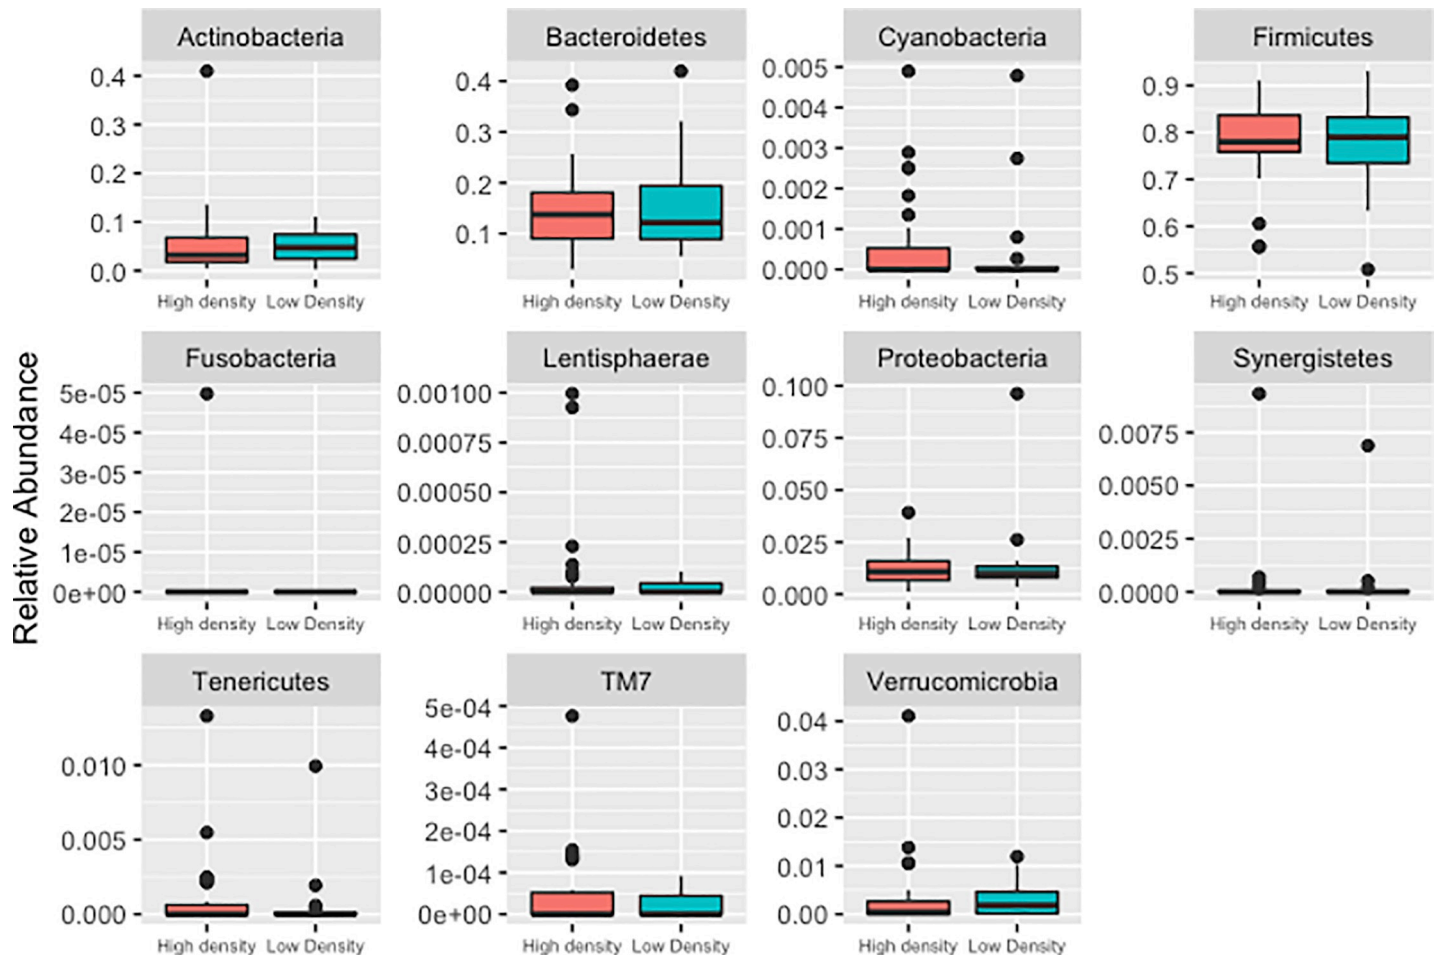 Relative Abundance
Actinobacteria
0.4
0.3
0.2
0.1
0.0
High density Low Density
Bacteroidetes
0.4
0.3
0.2
0.1
High density Low Density
Cyanobacteria
0.005
0.004
0.003
0.002
0.001
0.000
High density Low Density
Firmicutes
0.9
0.8
0.7
0.6
0.5
High density Low Density
Fusobacteria
5e-05
4e-05
3e-05
2e-05
1e-05
0e+00
High density Low Density
Lentisphaerae
0.00100
0.00075
0.00050
0.00025
0.00000
High density Low Density
Proteobacteria
0.100
0.075
0.050
0.025
0.000
High density Low Density
Synergistetes
0.0075
0.0050
0.0025
0.0000
High density Low Density
Tenericutes
0.010
0.005
0.000
High density Low Density
TM7
5e-04
4e-04
3e-04
2e-04
1e-04
0e+00
High density Low Density
Verrucomicrobia
0.04
0.03
0.02
0.01
0.00
High density Low Density